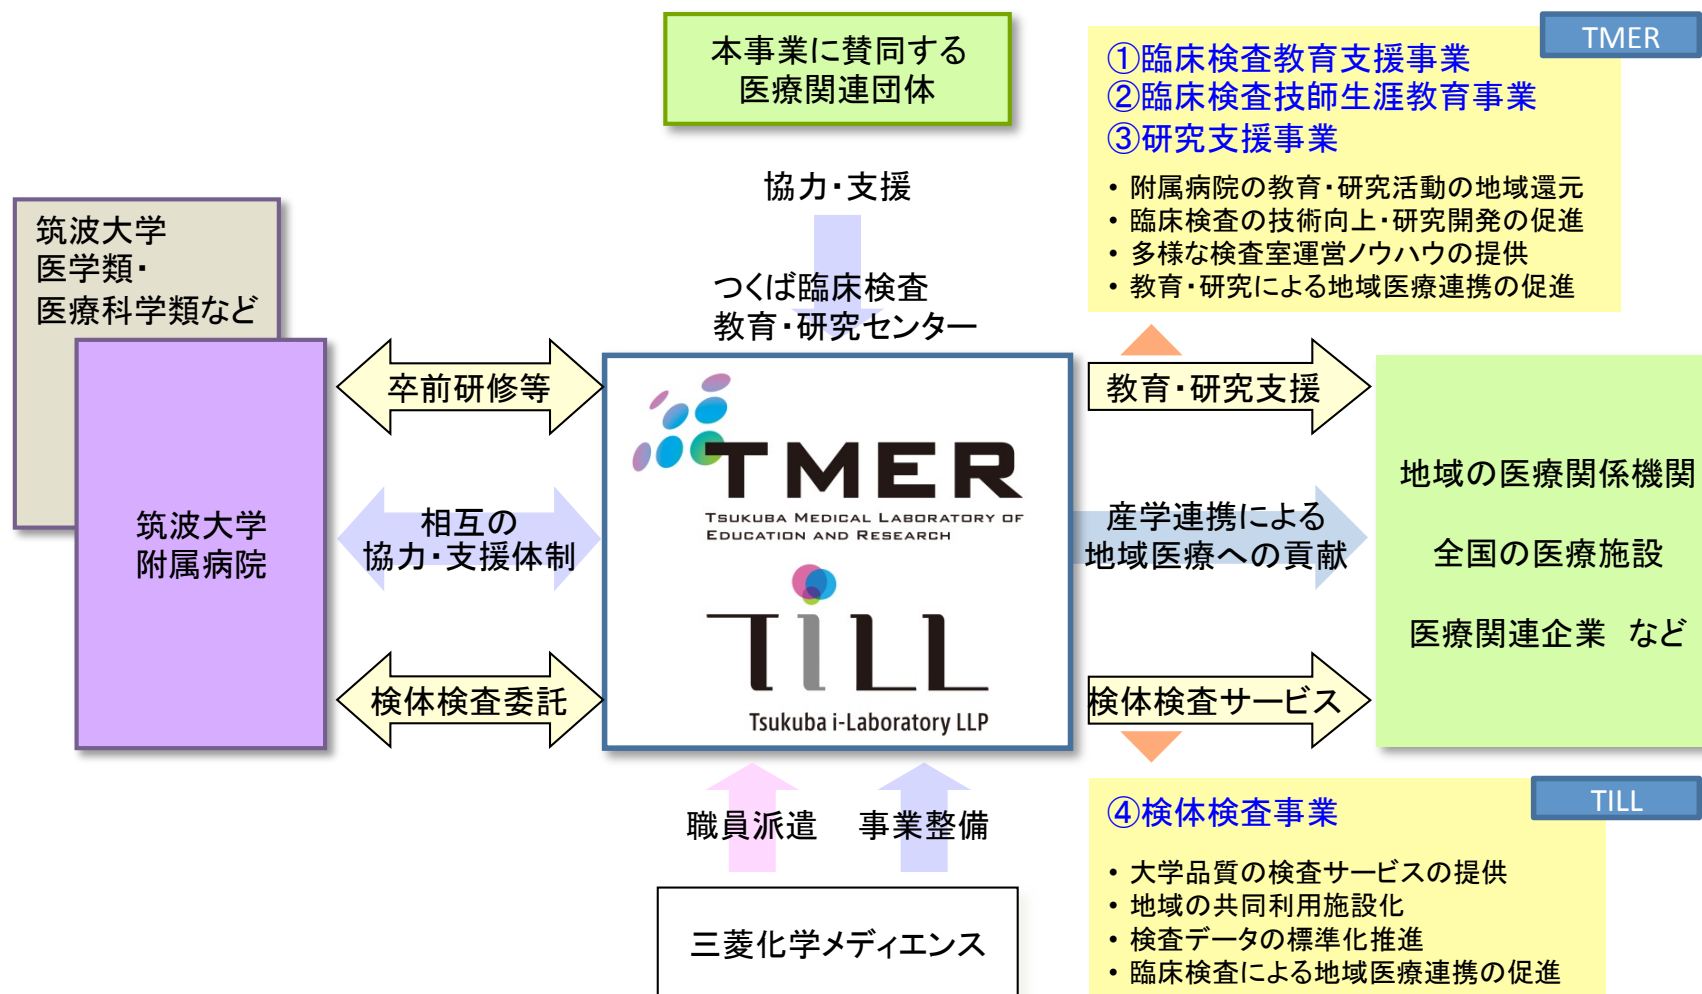 本事業に賛同する
医療関連団体
TMER
①臨床検査教育支援事業
②臨床検査技師生涯教育事業
③研究支援事業
• 附属病院の教育・研究活動の地域還元
• 臨床検査の技術向上・研究開発の促進
• 多様な検査室運営ノウハウの提供
• 教育・研究による地域医療連携の促進
協力・支援
筑波大学
医学類・
医療科学類など
つくば臨床検査
教育・研究センター
卒前研修等
教育・研究支援
TMER
TSUKUBA MEDICAL LABORATORY OF
EDUCATION AND RESEARCH
筑波大学
附属病院
相互の
協力・支援体制
産学連携による
地域医療への貢献
地域の医療関係機関
全国の医療施設
医療関連企業 など
TiLL
Tsukuba i-Laboratory LLP
検体検査委託
検体検査サービス
職員派遣
事業整備
三菱化学メディエンス
TILL
④検体検査事業
• 大学品質の検査サービスの提供
• 地域の共同利用施設化
• 検査データの標準化推進
• 臨床検査による地域医療連携の促進